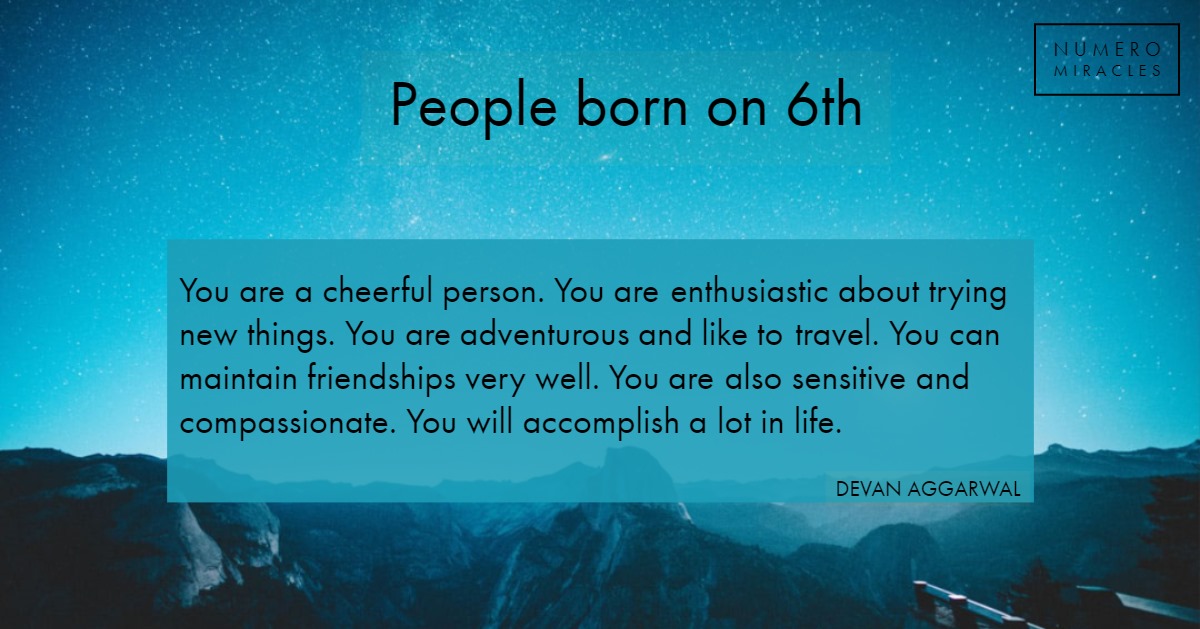 NUMERO
MIRACLES
People born on 6th
You are a cheerful person. You are enthusiastic about trying
new things. You are adventurous and like to travel. You can
maintain friendships very well. You are also sensitive and
compassionate. You will accomplish a lot in life.
DEVAN AGGARWAL